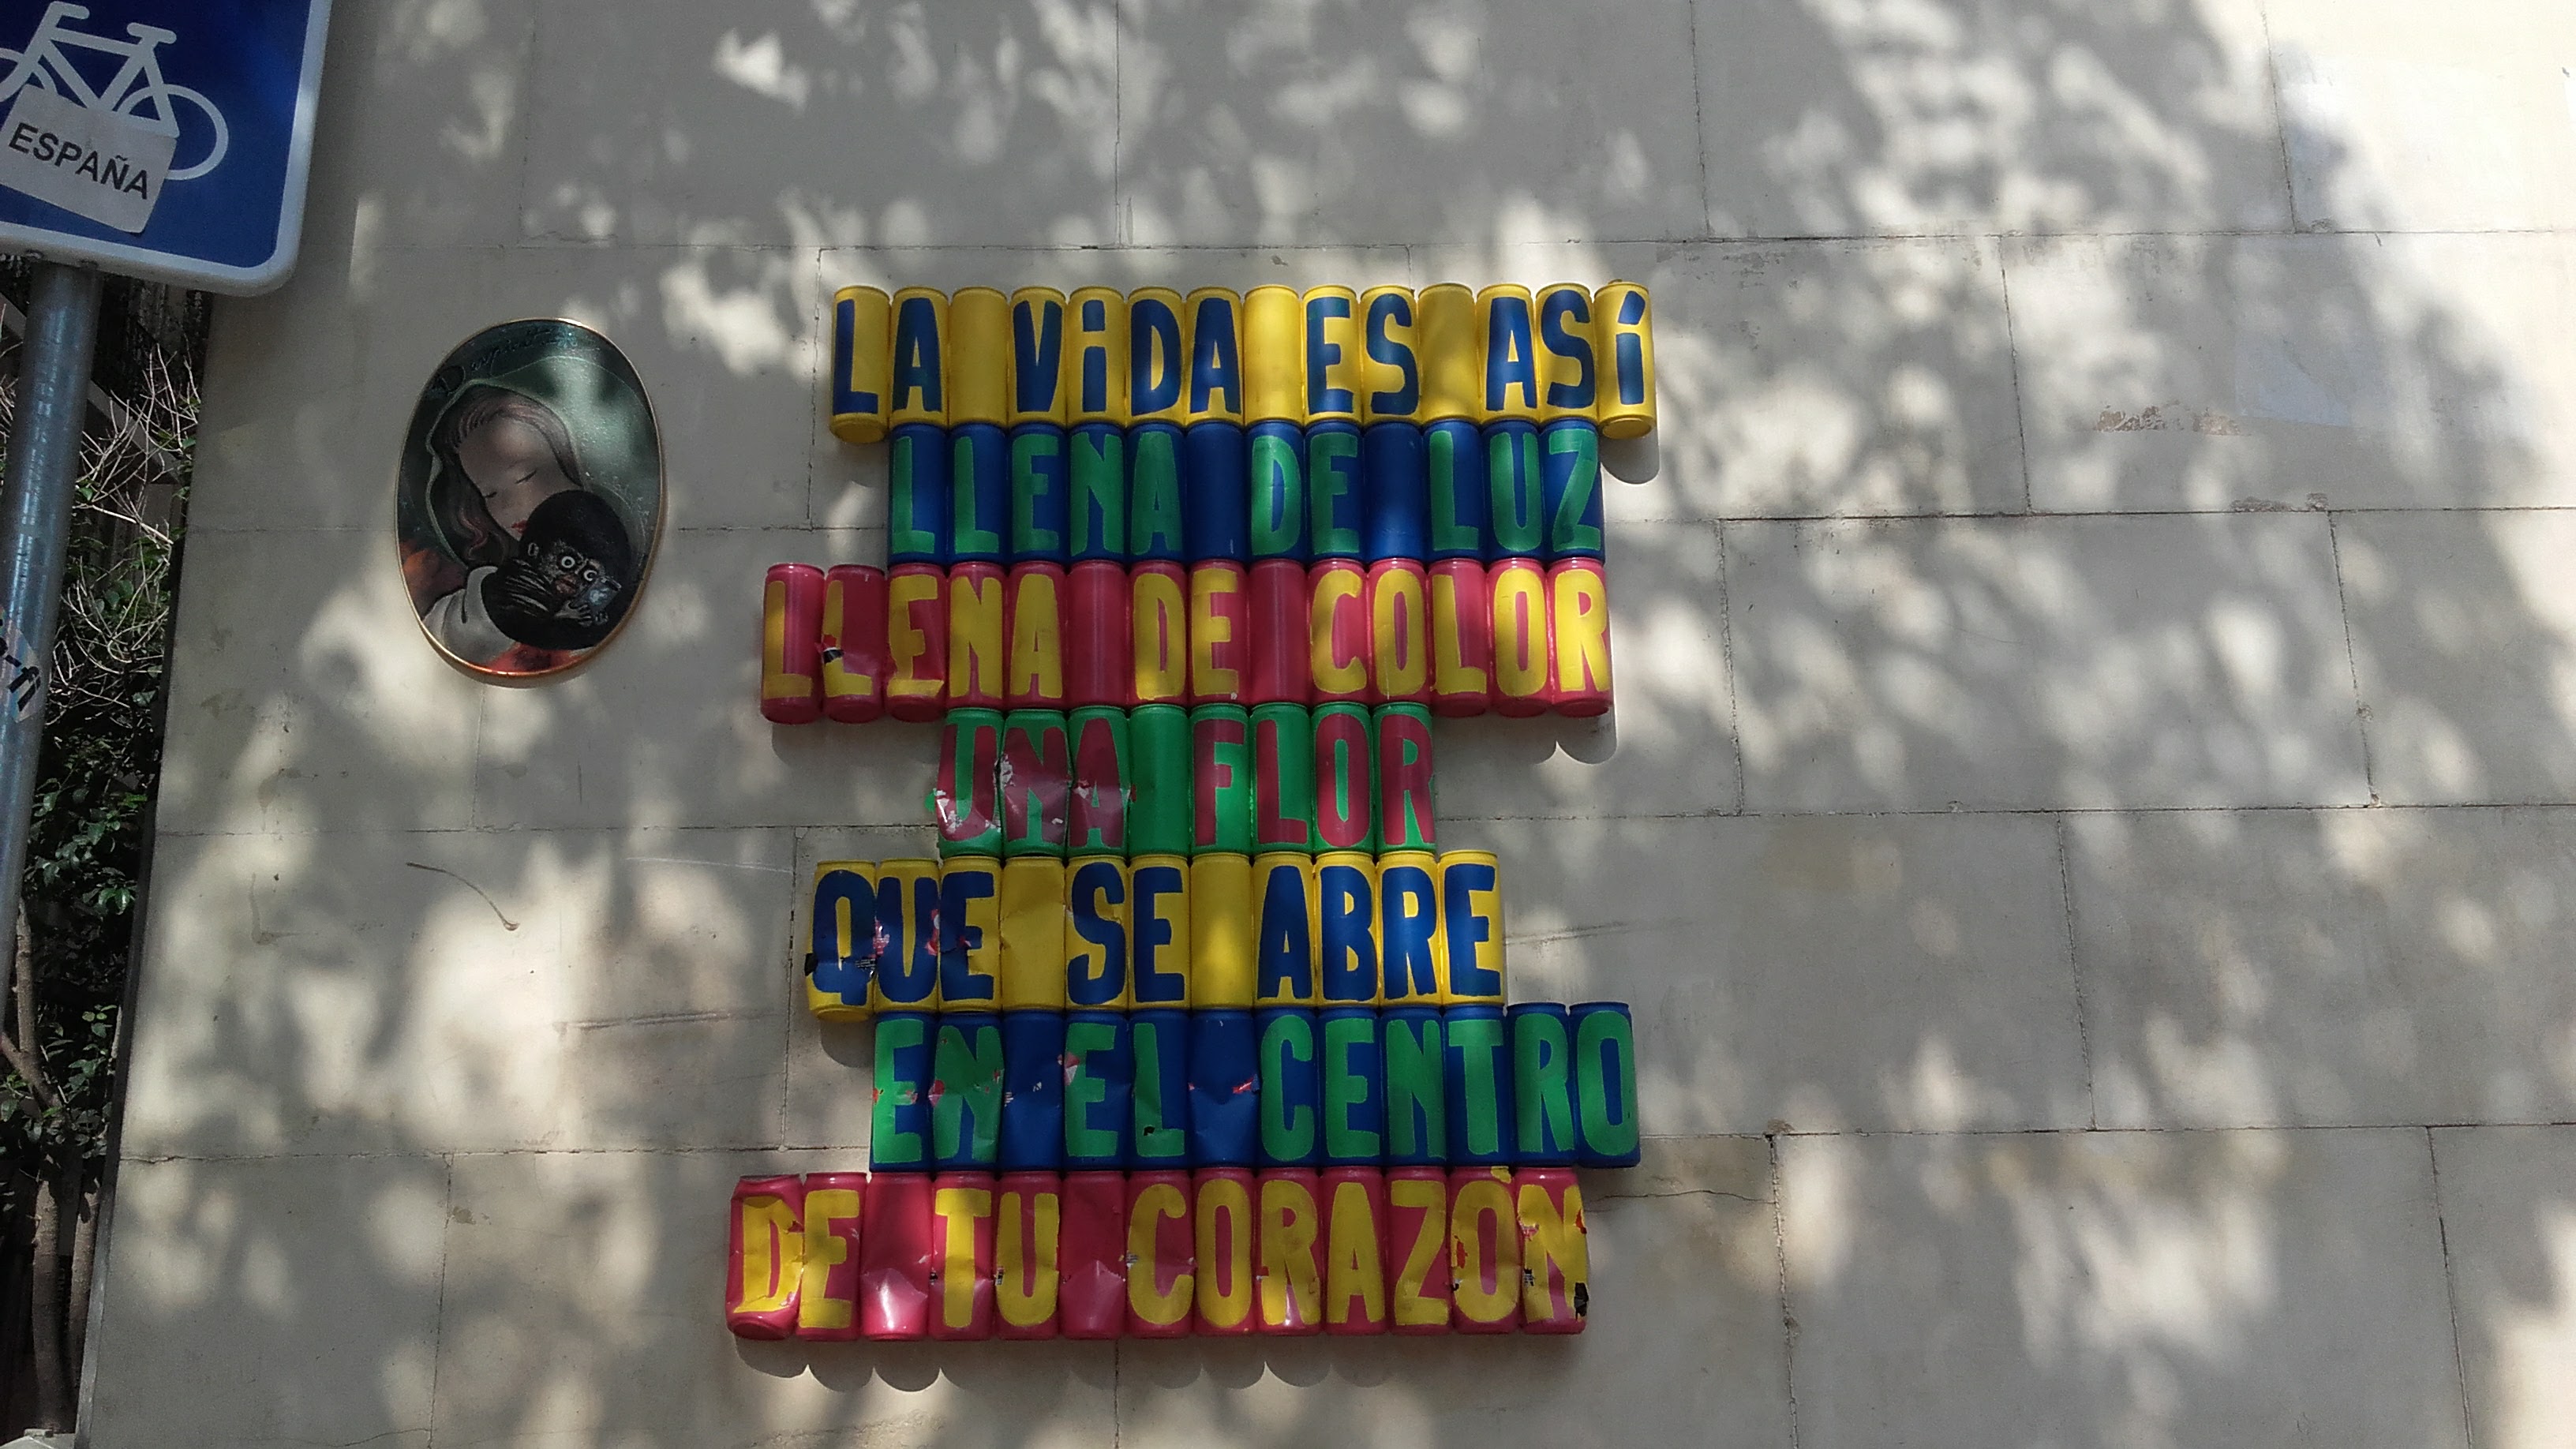 ESPAÑA
LA ViDA ES ASÍ
LLENA DE LUZ
LLENA DE COLOR
UNA FLOR
QUE SE ABRE
EN EL CENTRO
DE TU CORAZÓN